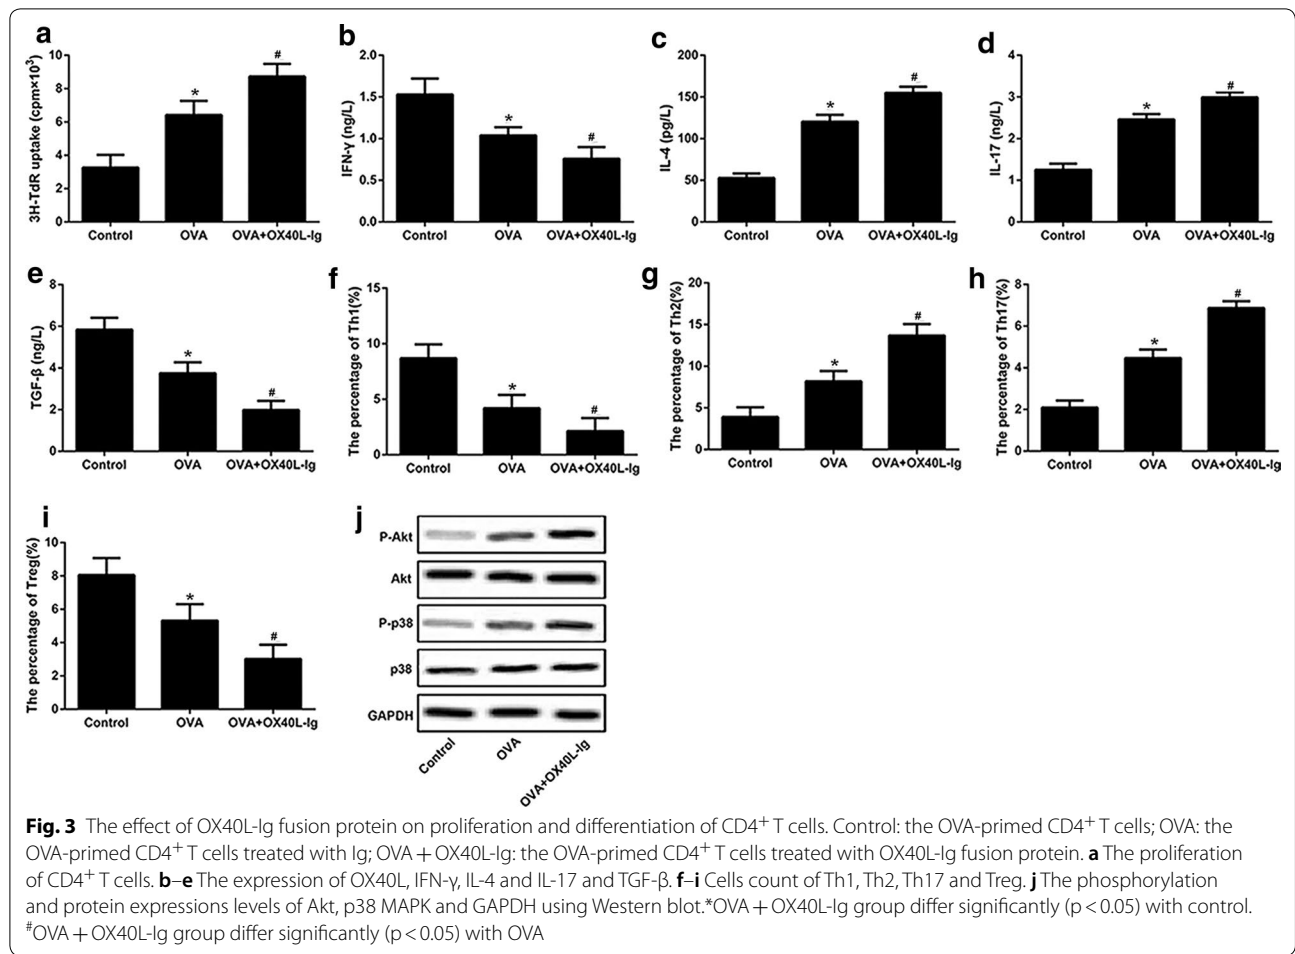 a
3H-TdR uptake (cpm×10³)
10
8
6
4
2
0
*
#
Control OVA OVA+OX40L-Ig
b
IFN-γ (ng/L)
2.0
1.5
1.0
0.5
0.0
*
#
Control OVA OVA+OX40L-Ig
c
IL-4 (pg/L)
200
150
100
50
0
*
#
Control OVA OVA+OX40L-Ig
d
IL-17 (ng/L)
4
3
2
1
0
*
#
Control OVA OVA+OX40L-Ig
e
TGF-β (ng/L)
8
6
4
2
0
*
#
Control OVA OVA+OX40L-Ig
f
The percentage of Th1(%)
15
10
5
0
*
#
Control OVA OVA+OX40L-Ig
g
The percentage of Th2(%)
20
15
10
5
0
*
#
Control OVA OVA+OX40L-Ig
h
The percentage of Th17(%)
8
6
4
2
0
*
#
Control OVA OVA+OX40L-Ig
i
The percentage of Treg(%)
10
8
6
4
2
0
*
#
Control OVA OVA+OX40L-Ig
j
P-Akt
Akt
P-p38
p38
GAPDH
Control OVA OVA+OX40L-Ig
Fig. 3 The effect of OX40L-Ig fusion protein on proliferation and differentiation of CD4⁺ T cells. Control: the OVA-primed CD4⁺ T cells; OVA: the
OVA-primed CD4⁺ T cells treated with Ig; OVA + OX40L-Ig: the OVA-primed CD4⁺ T cells treated with OX40L-Ig fusion protein. a The proliferation
of CD4⁺ T cells. b–e The expression of OX40L, IFN-γ, IL-4 and IL-17 and TGF-β. f–i Cells count of Th1, Th2, Th17 and Treg. j The phosphorylation
and protein expressions levels of Akt, p38 MAPK and GAPDH using Western blot.*OVA + OX40L-Ig group differ significantly (p < 0.05) with control.
#OVA + OX40L-Ig group differ significantly (p < 0.05) with OVA